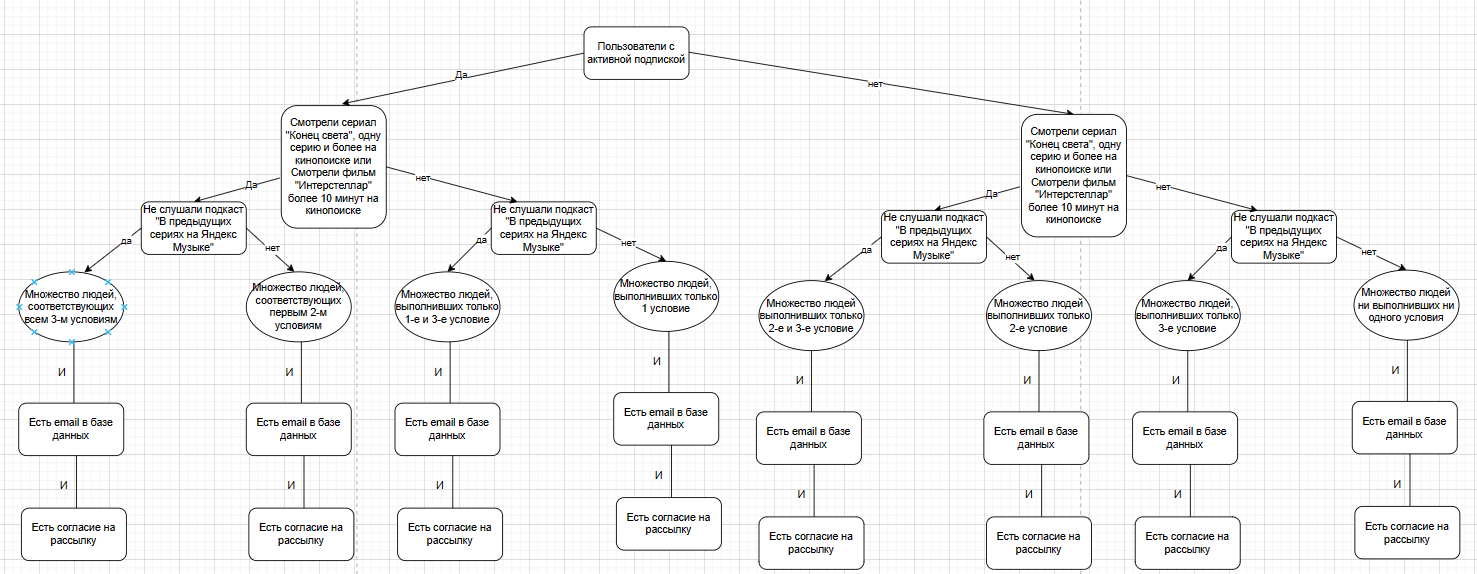 Пользователи с
активной подпиской
Да
нет
Смотрели сериал
"Конец света", одну
серию и более на
кинопоиске или
Смотрели фильм
"Интерстеллар"
более 10 минут на
кинопоиске
Смотрели сериал
"Конец света", одну
серию и более на
кинопоиске или
Смотрели фильм
"Интерстеллар"
более 10 минут на
кинопоиске
Да
нет
Да
нет
Не слушали подкаст
"В предыдущих
сериях на Яндекс
Музыке"
Не слушали подкаст
"В предыдущих
сериях на Яндекс
Музыке"
Не слушали подкаст
"В предыдущих
сериях на Яндекс
Музыке"
Не слушали подкаст
"В предыдущих
сериях на Яндекс
Музыке"
да
нет
да
нет
да
нет
да
нет
Множество людей,
соответствующих
всем 3-м условиям
Множество людей,
соответствующих
первым 2-м
условиям
Множество людей,
выполнивших только
1-е и 3-е условие
Множество людей,
выполнивших только
1 условие
Множество людей
выполнивших только
2-е и 3-е условие
Множество людей
выполнивших только
2-е условие
Множество людей,
выполнивших только
3-е условие
Множество людей
ни выполнивших ни
одного условия
И
И
И
И
И
И
И
И
Есть email в базе
данных
Есть email в базе
данных
Есть email в базе
данных
Есть email в базе
данных
Есть email в базе
данных
Есть email в базе
данных
Есть email в базе
данных
Есть email в базе
данных
И
И
И
И
И
И
И
И
Есть согласие на
рассылку
Есть согласие на
рассылку
Есть согласие на
рассылку
Есть согласие на
рассылку
Есть согласие на
рассылку
Есть согласие на
рассылку
Есть согласие на
рассылку
Есть согласие на
рассылку